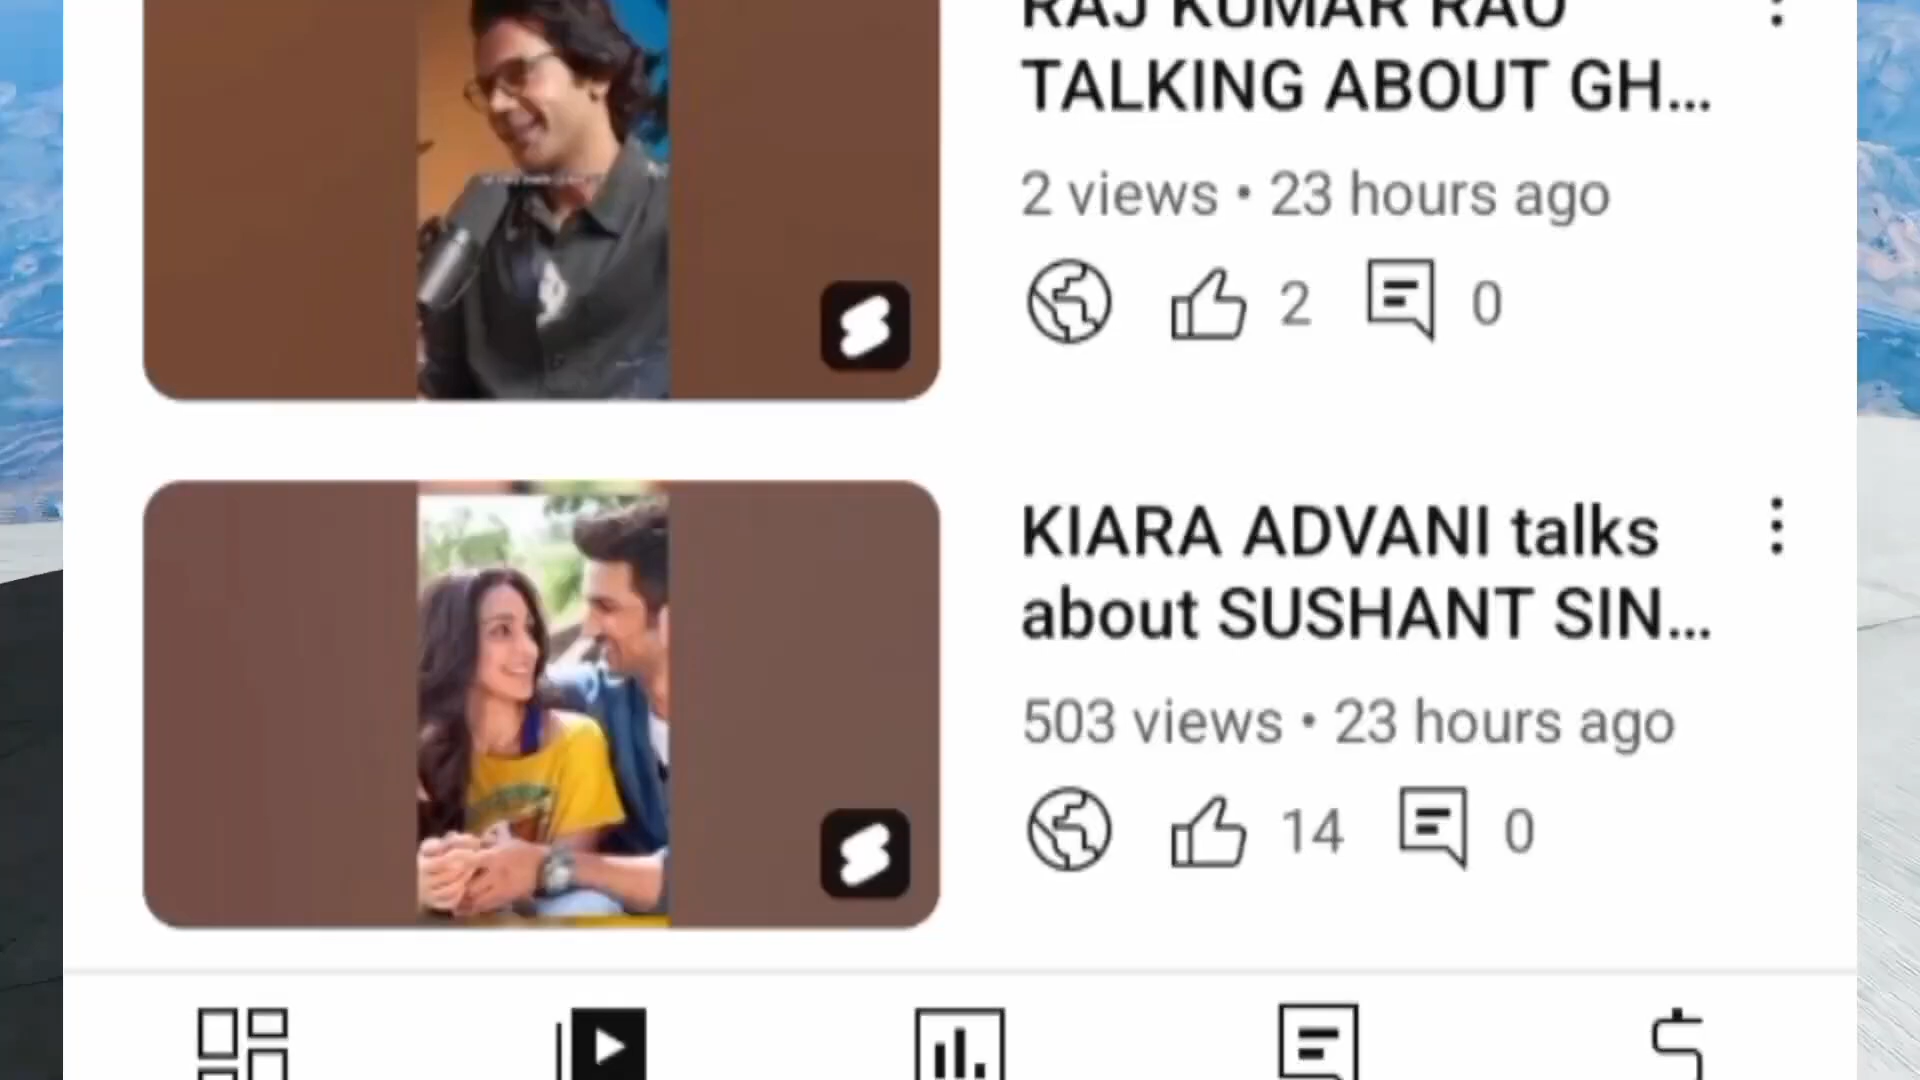 RAJ KUMAR RAO
TALKING ABOUT GH...
2 views • 23 hours ago
2 0
KIARA ADVANI talks
about SUSHANT SIN...
503 views • 23 hours ago
14 0